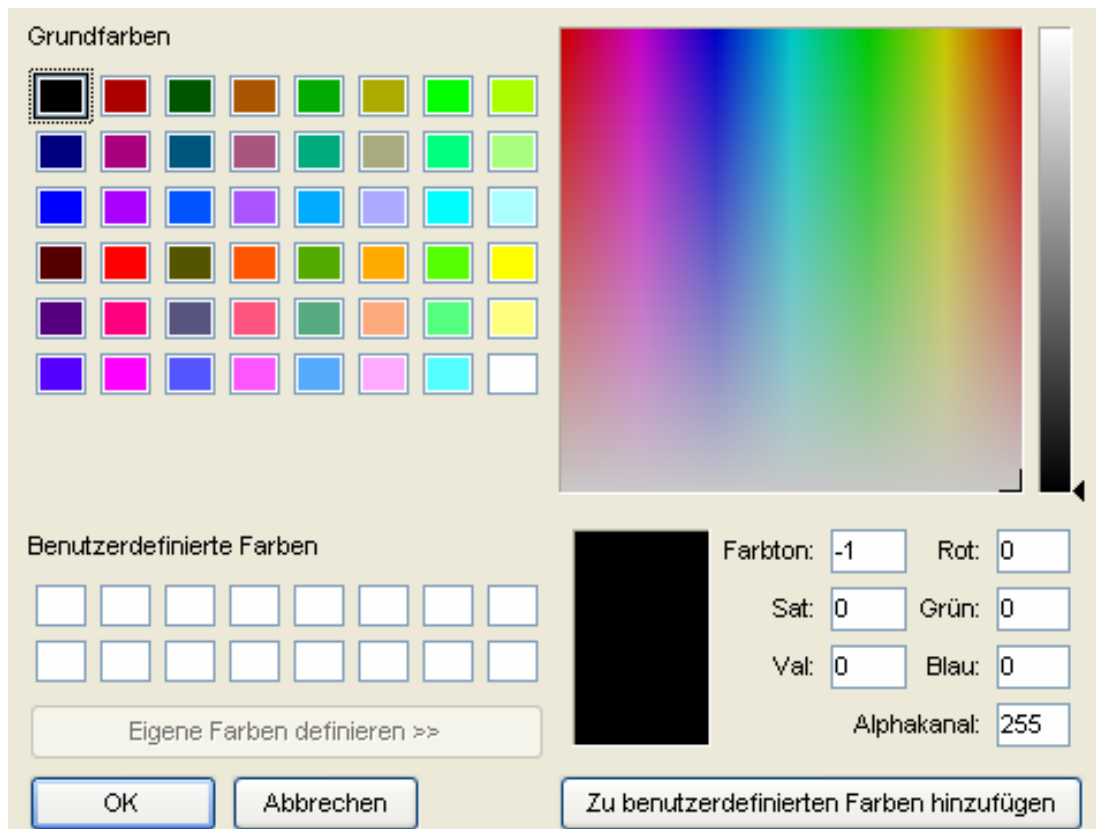 Grundfarben
Benutzerdefinierte Farben
Eigene Farben definieren >>
OK
Abbrechen
Farbton: -1 Rot: 0
Sat: 0 Grün: 0
Val: 0 Blau: 0
Alphakanal: 255
Zu benutzerdefinierten Farben hinzufügen